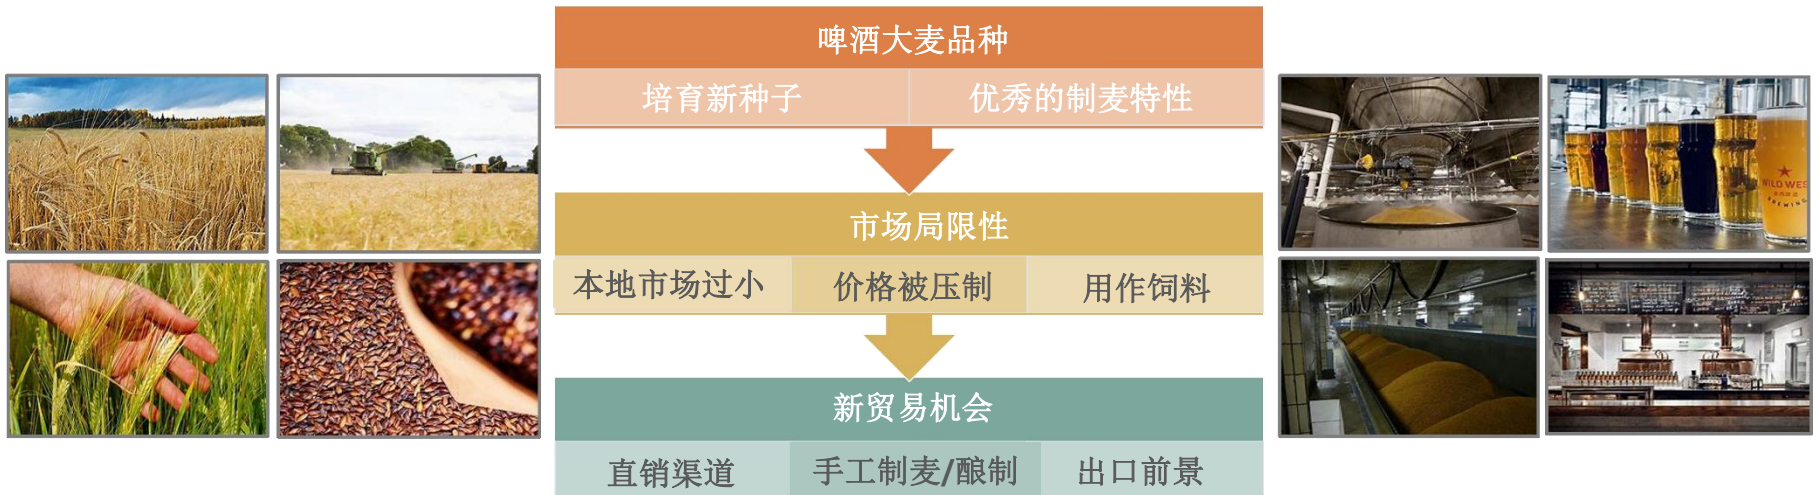 啤酒大麦品种
培育新种子
优秀的制麦特性
市场局限性
本地市场过小
价格被压制
用作饲料
新贸易机会
直销渠道
手工制麦/酿制
出口前景
WILD WES
BREWING